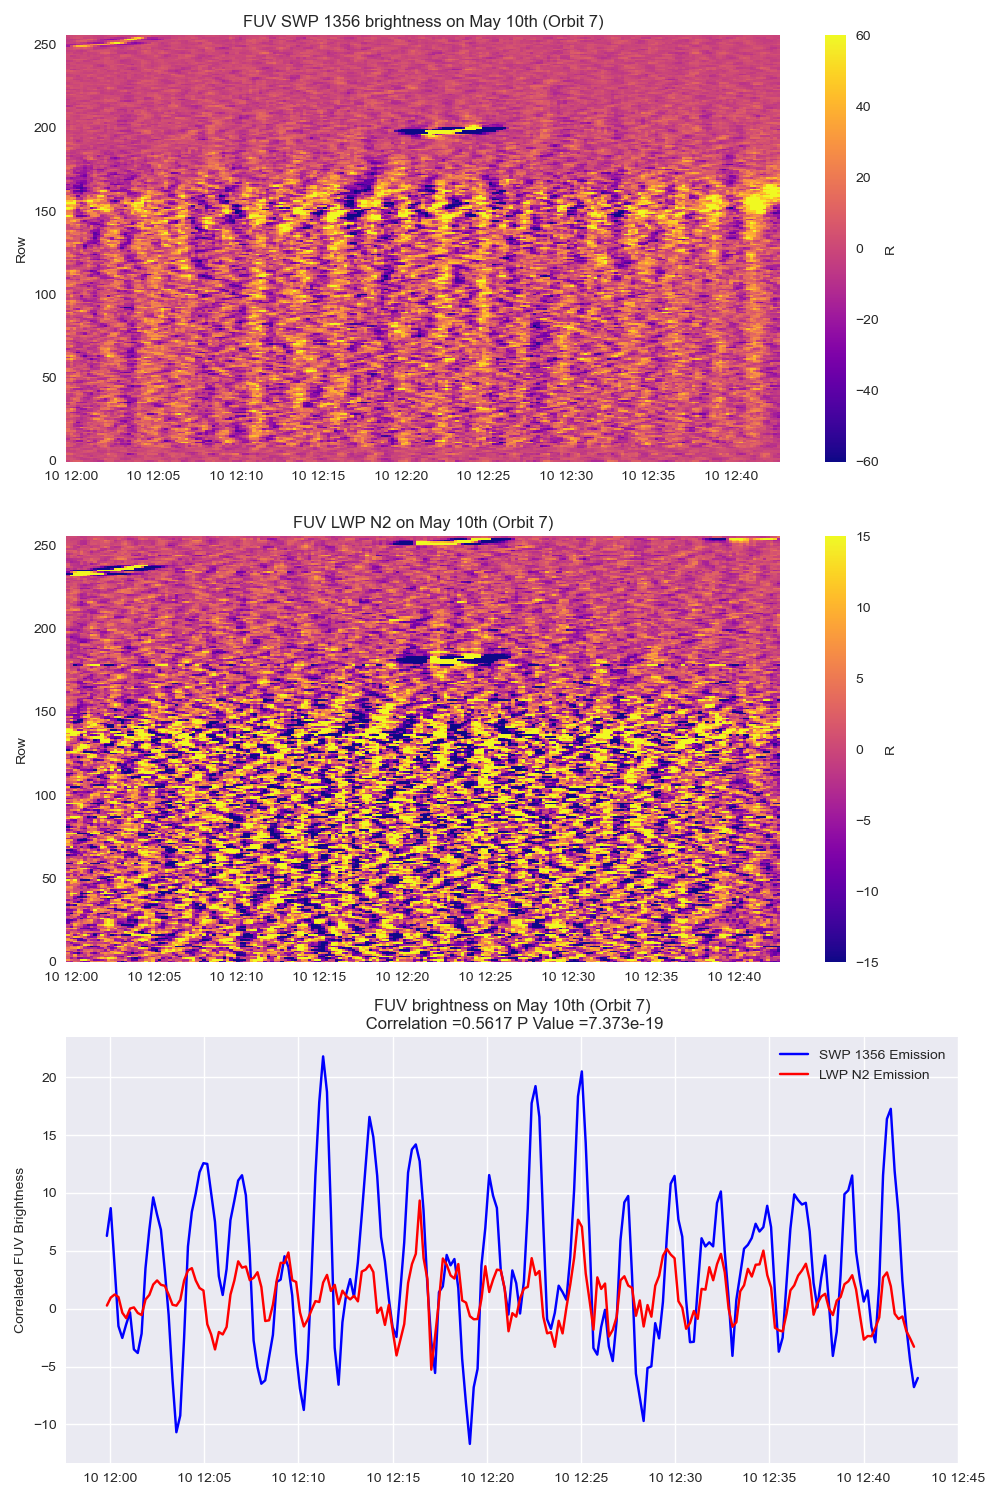 FUV SWP 1356 brightness on May 10th (Orbit 7)
250
200
150
100
50
0
Row
10 12:00 10 12:05 10 12:10 10 12:15 10 12:20 10 12:25 10 12:30 10 12:35 10 12:40
60
40
20
0
−20
−40
−60
R
FUV LWP N2 on May 10th (Orbit 7)
250
200
150
100
50
0
Row
10 12:00 10 12:05 10 12:10 10 12:15 10 12:20 10 12:25 10 12:30 10 12:35 10 12:40
15
10
5
0
−5
−10
−15
R
FUV brightness on May 10th (Orbit 7)
Correlation =0.5617 P Value =7.373e-19
SWP 1356 Emission
LWP N2 Emission
20
15
10
5
0
−5
−10
Correlated FUV Brightness
10 12:00 10 12:05 10 12:10 10 12:15 10 12:20 10 12:25 10 12:30 10 12:35 10 12:40 10 12:45